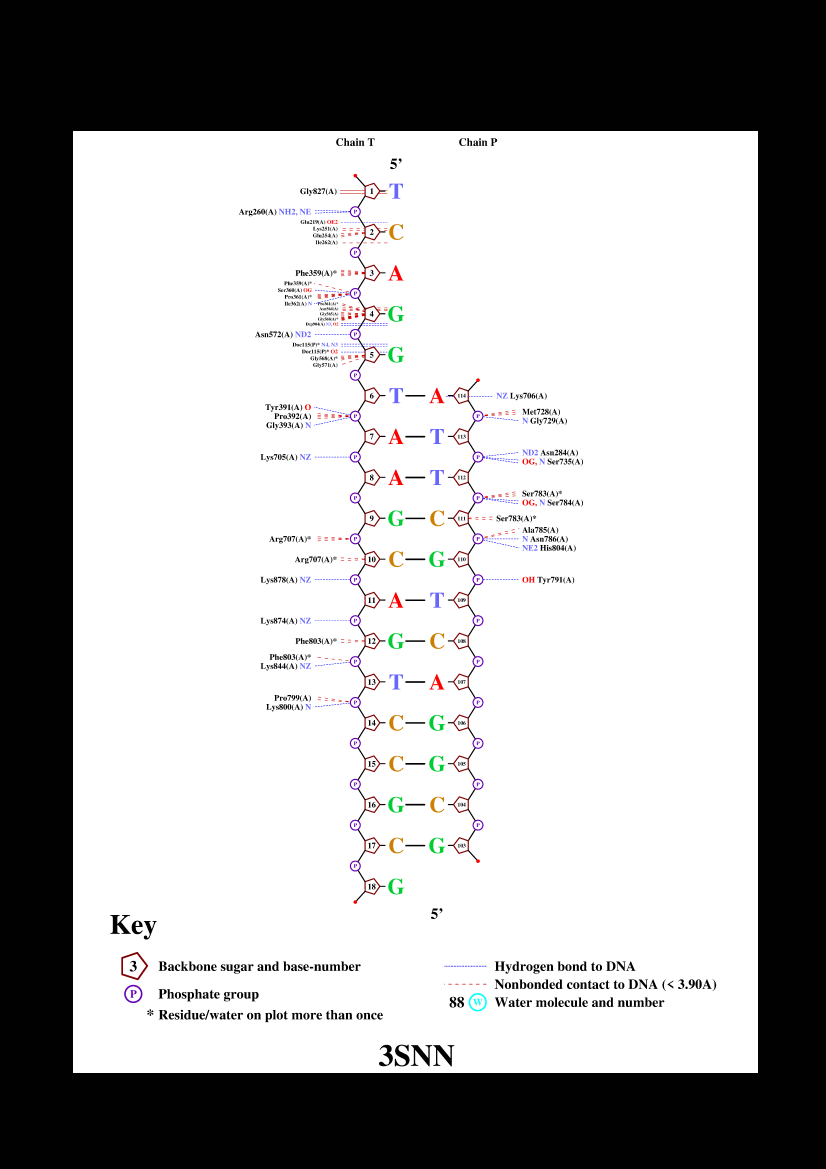 Chain T Chain P
5’
Gly827(A) 1 T
P
Arg260(A) NH2, NE
Glu219(A) OE2
Lys251(A)
Glu254(A) 2 C
Ile262(A)
P
Phe359(A)* 3 A
Phe359(A)*
Ser360(A) OG P
Pro361(A)*
Ile362(A) N
Pro361(A)*
Gly565(A) 4 G
Gly568(A)*
Asn572(A) ND2 P
Doc115(P)* N4, N3
Doc115(P)* O2 5 G
Gly568(A)*
Gly571(A)
P
6 T A 114 NZ Lys706(A)
Tyr391(A) O Met728(A)
Pro392(A) P P
Gly393(A) N N Gly729(A)
7 A T 113
ND2 Asn284(A)
Lys705(A) NZ P P
OG, N Ser735(A)
8 A T 112
Ser783(A)*
P P
OG, N Ser784(A)
9 G C 111 Ser783(A)*
Ala785(A)
Arg707(A)* P P N Asn786(A)
NE2 His804(A)
Arg707(A)* 10 C G 110
Lys878(A) NZ P P OH Tyr791(A)
11 A T 109
Lys874(A) NZ P P
Phe803(A)* 12 G C 108
Phe803(A)*
P P
Lys844(A) NZ
13 T A 107
Pro799(A)
P P
Lys800(A) N
14 C G 106
P P
15 C G 105
P P
16 G C 104
P P
17 C G 103
P
18 G
5’
Key
3 Backbone sugar and base-number
P Phosphate group
* Residue/water on plot more than once
Hydrogen bond to DNA
Nonbonded contact to DNA (< 3.90A)
88 W Water molecule and number
3SNN